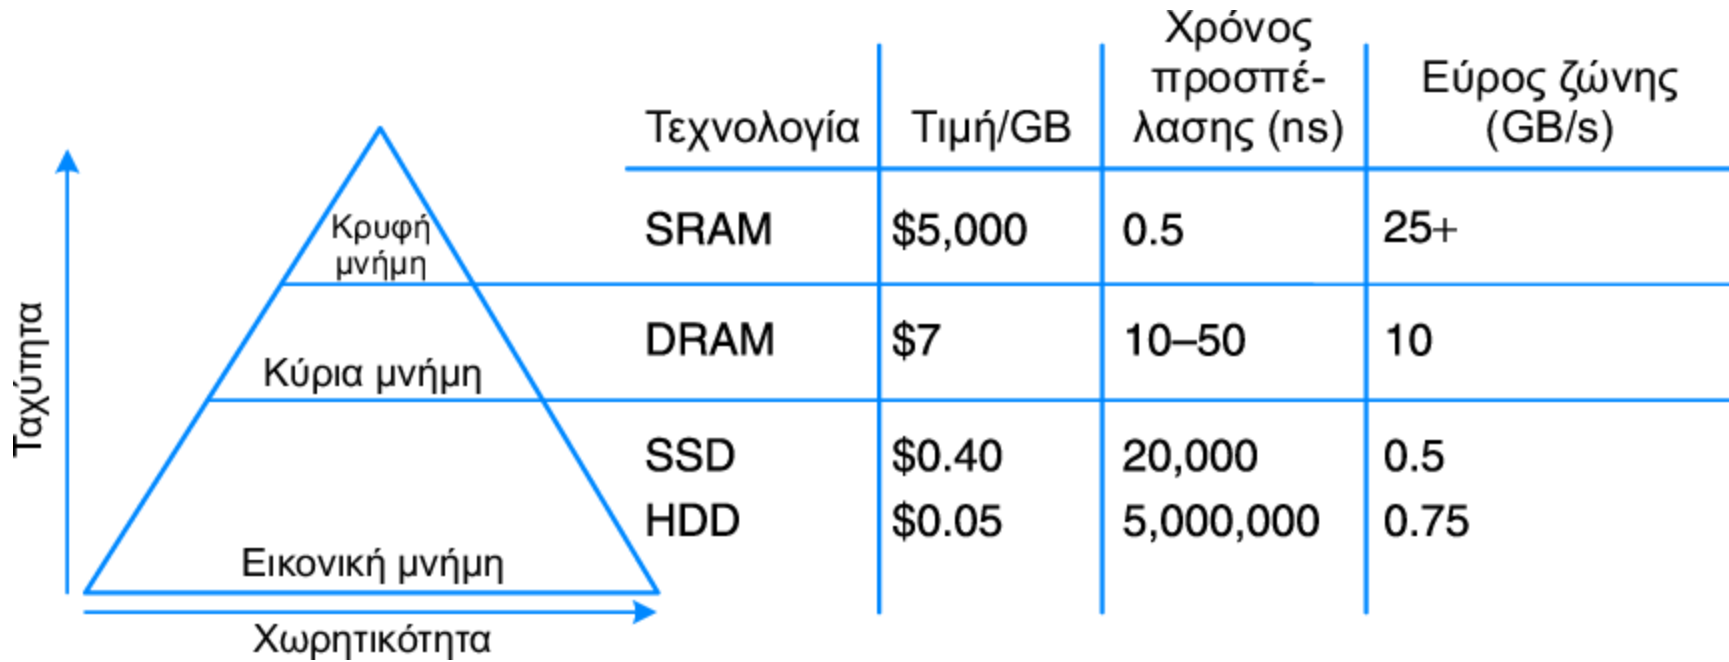 Ταχύτητα
Κρυφή
μνήμη
Κύρια μνήμη
Εικονική μνήμη
Χωρητικότητα
Τεχνολογία
Τιμή/GB
Χρόνος
προσπέ-
λασης (ns)
Εύρος ζώνης
(GB/s)
SRAM $5,000 0.5 25+
DRAM $7 10–50 10
SSD $0.40 20,000 0.5
HDD $0.05 5,000,000 0.75